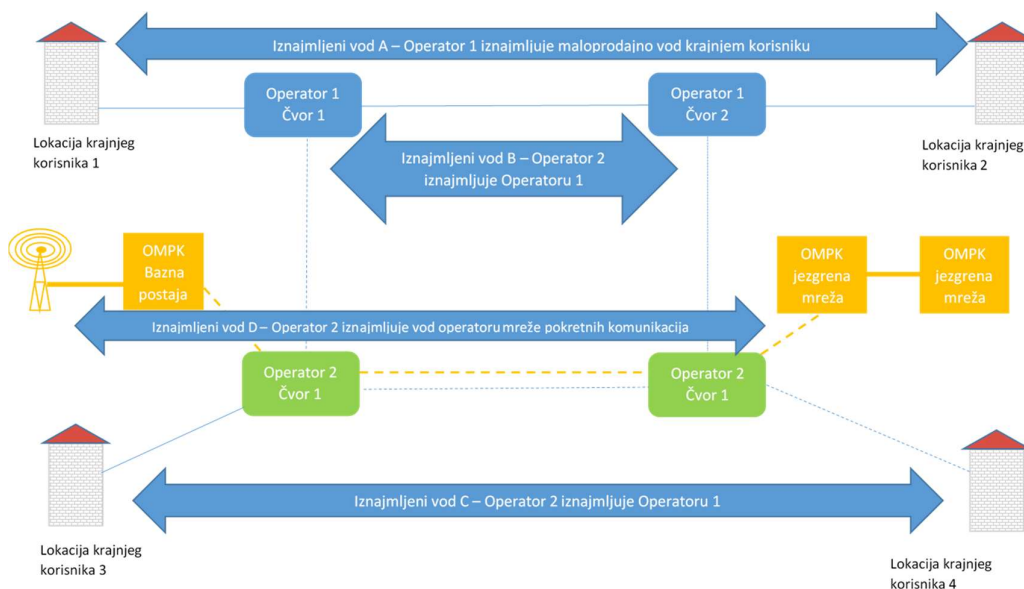 Iznajmljeni vod A – Operator 1 iznajmljuje maloprodajno vod krajnjem korisniku
Operator 1
Čvor 1
Operator 1
Čvor 2
Lokacija krajnjeg
korisnika 1
Lokacija krajnjeg
korisnika 2
Iznajmljeni vod B – Operator 2
iznajmljuje Operatoru 1
OMPK
Bazna
postaja
OMPK
jezgrena
mreža
OMPK
jezgrena
mreža
Iznajmljeni vod D – Operator 2 iznajmljuje vod operatoru mreže pokretnih komunikacija
Operator 2
Čvor 1
Operator 2
Čvor 1
Iznajmljeni vod C – Operator 2 iznajmljuje Operatoru 1
Lokacija krajnjeg
korisnika 3
Lokacija krajnjeg
korisnika 4